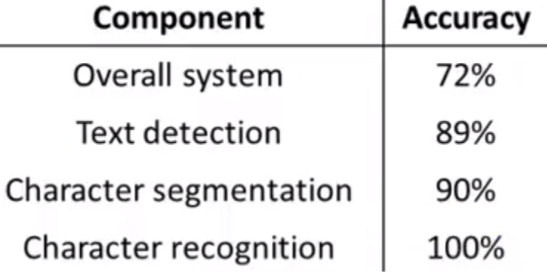 Component Accuracy
Overall system 72%
Text detection 89%
Character segmentation 90%
Character recognition 100%